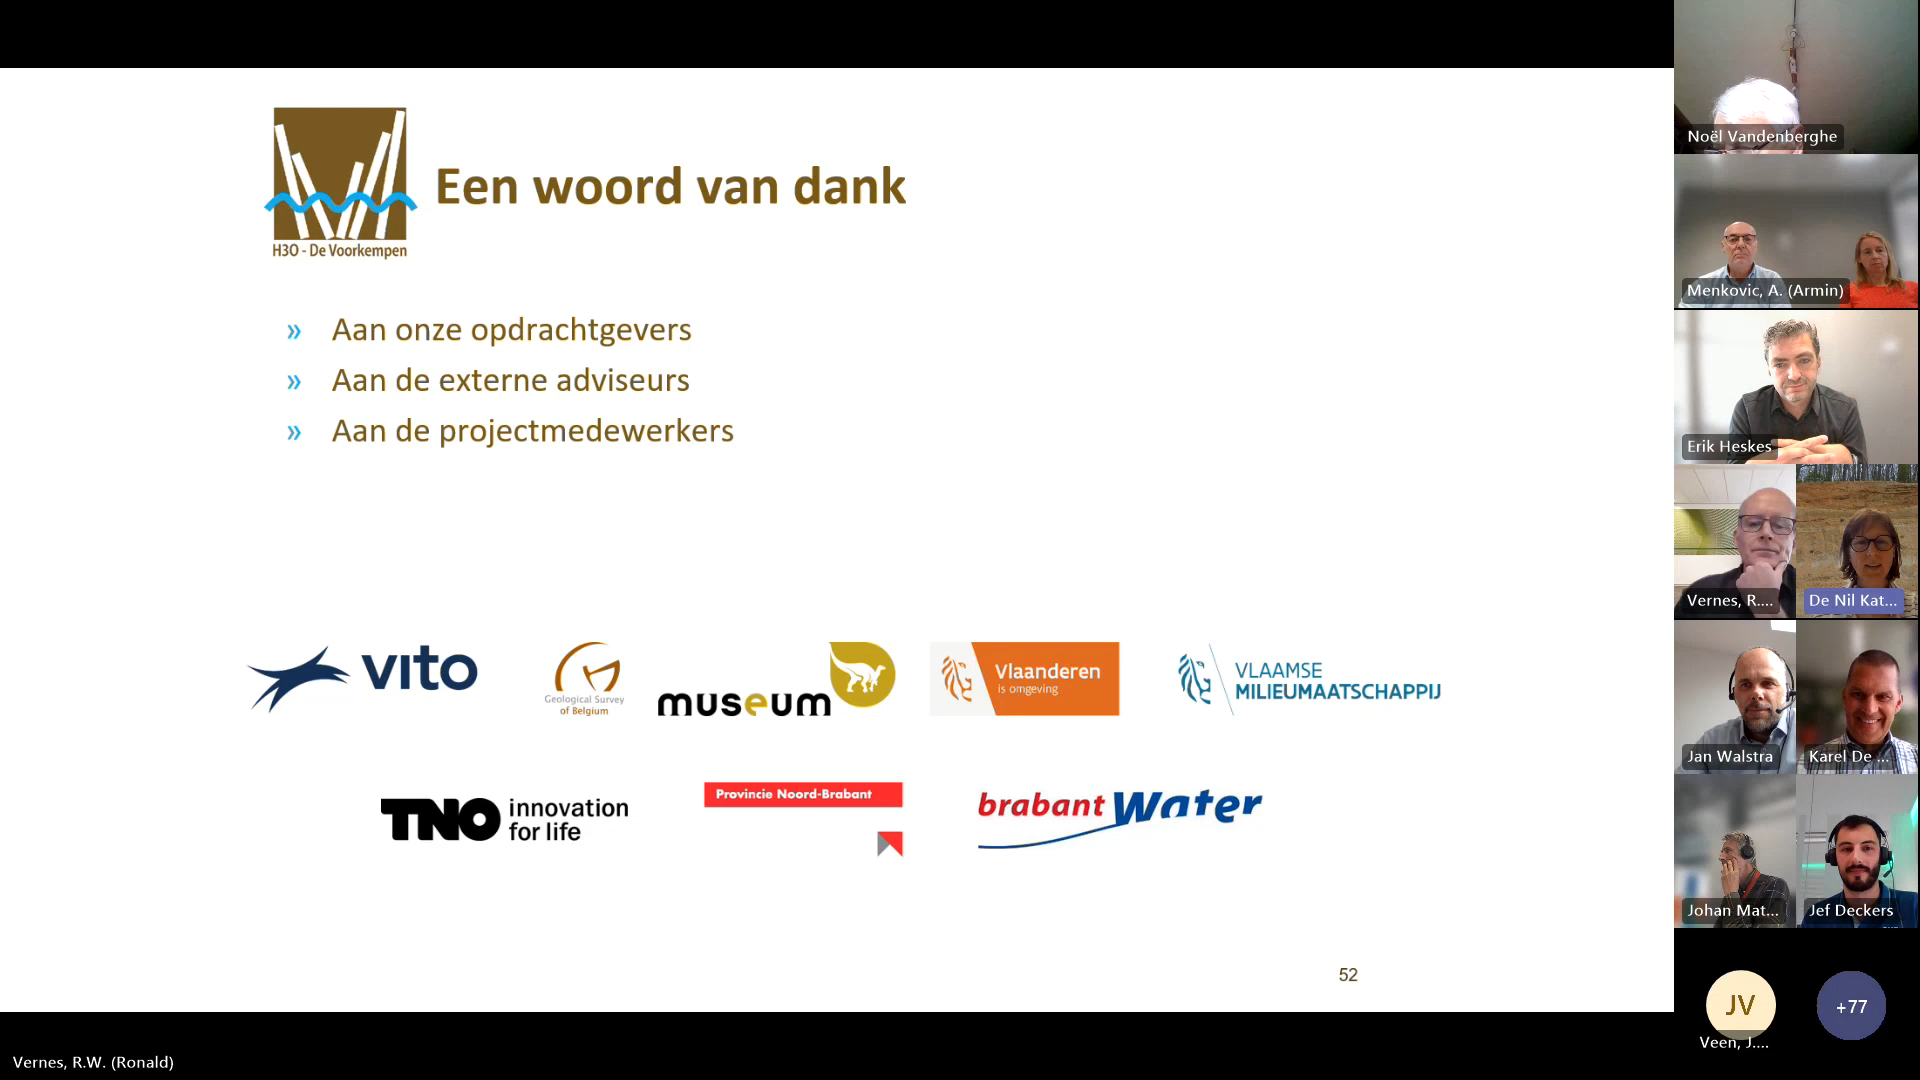 H3O - De Voorkempen
Een woord van dank
» Aan onze opdrachtgevers
» Aan de externe adviseurs
» Aan de projectmedewerkers
vito
Geological Survey
of Belgium
museum
Vlaanderen
is omgeving
VLAAMSE
MILIEUMAATSCHAPPIJ
TNO innovation
for life
Provincie Noord-Brabant
brabant Water
52
Vernes, R.W. (Ronald)
Noël Vandenberghe
Menkovic, A. (Armin)
Erik Heskes
Vernes, R....
De Nil Kat...
Jan Walstra
Karel De ...
Johan Mat...
Jef Deckers
JV
Veen, J....
+77